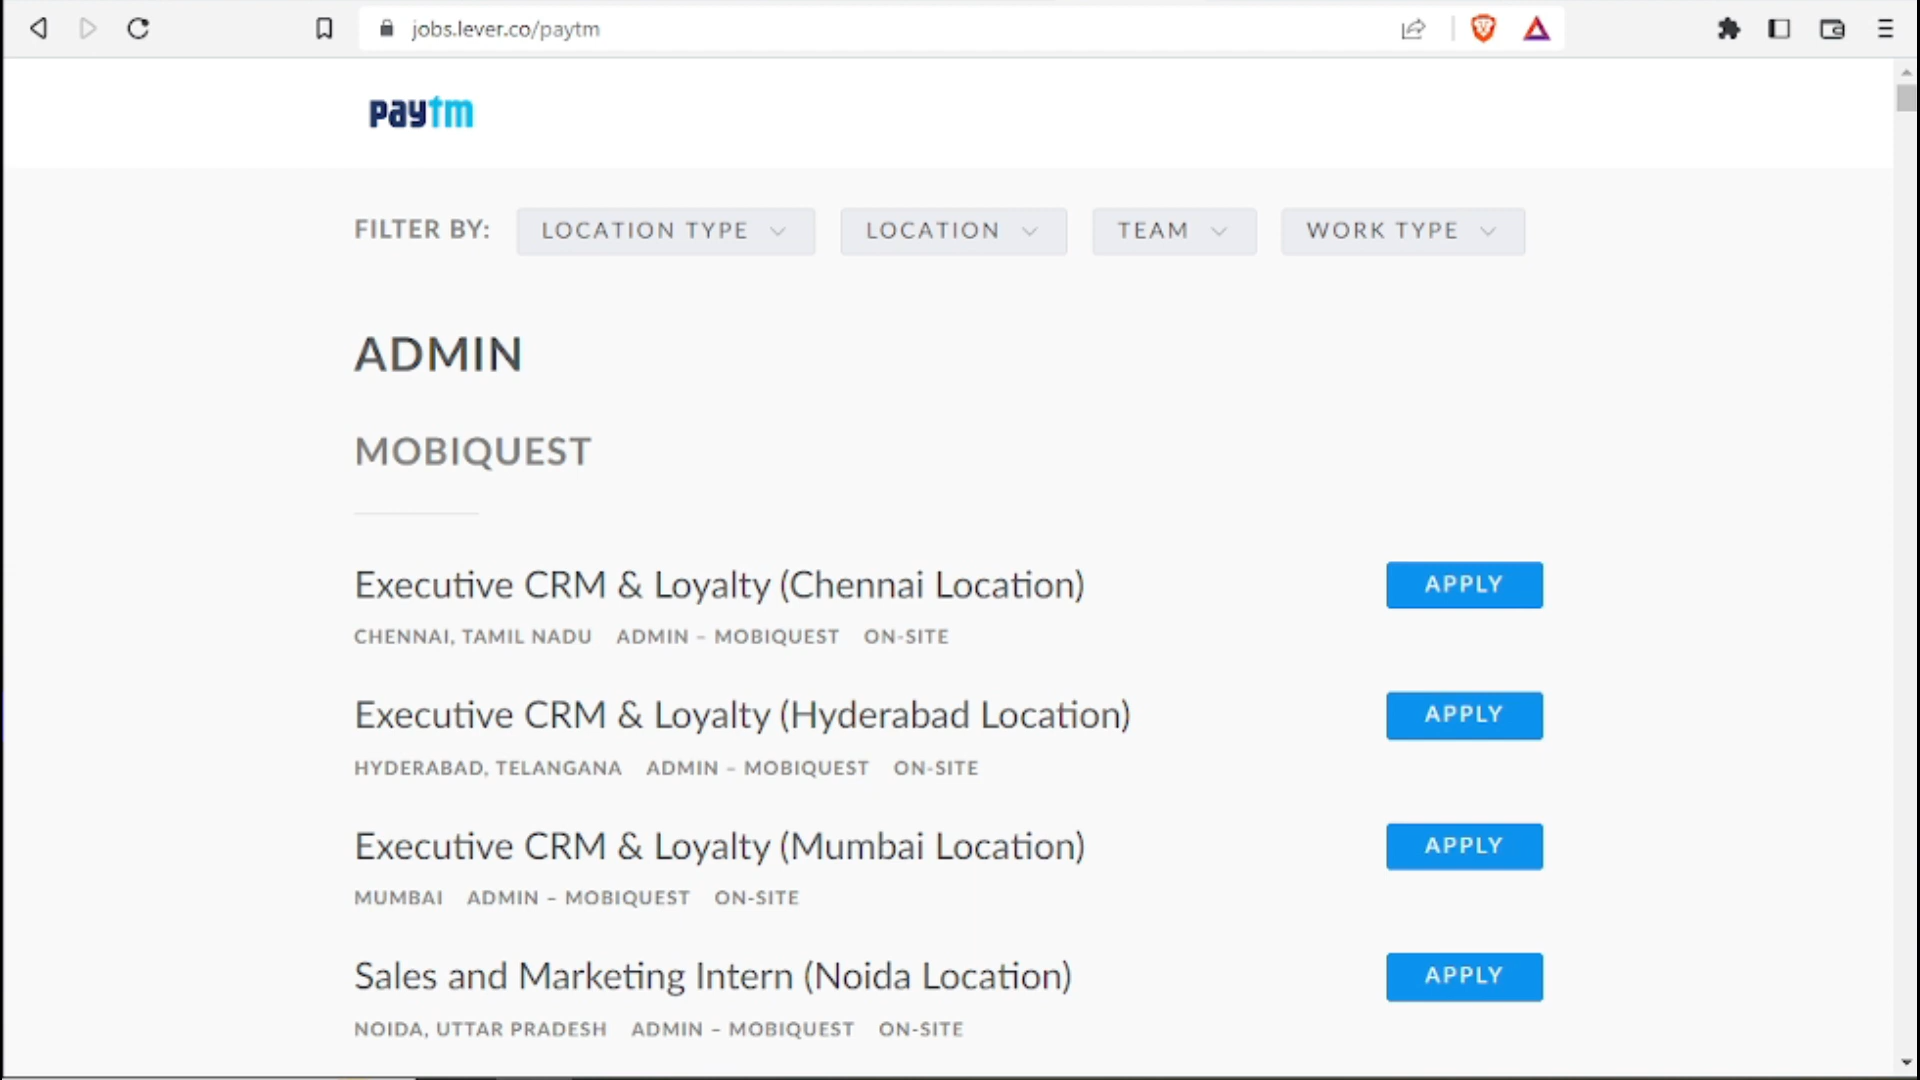 jobs.lever.co/paytm
paytm
FILTER BY: LOCATION TYPE LOCATION TEAM WORK TYPE
ADMIN
MOBIQUEST
Executive CRM & Loyalty (Chennai Location) APPLY
CHENNAI, TAMIL NADU ADMIN – MOBIQUEST ON-SITE
Executive CRM & Loyalty (Hyderabad Location) APPLY
HYDERABAD, TELANGANA ADMIN – MOBIQUEST ON-SITE
Executive CRM & Loyalty (Mumbai Location) APPLY
MUMBAI ADMIN – MOBIQUEST ON-SITE
Sales and Marketing Intern (Noida Location) APPLY
NOIDA, UTTAR PRADESH ADMIN – MOBIQUEST ON-SITE